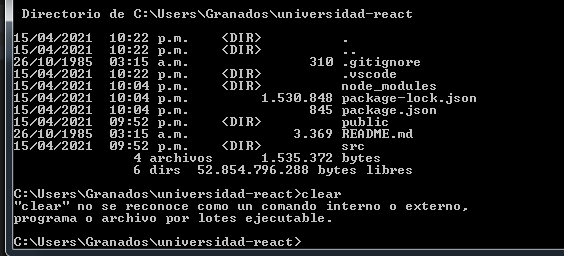 Directorio de C:\Users\Granados\universidad-react
15/04/2021  10:22 p.m.    <DIR>          .
15/04/2021  10:22 p.m.    <DIR>          ..
26/10/1985  03:15 a.m.               310 .gitignore
15/04/2021  10:22 p.m.    <DIR>          .vscode
15/04/2021  10:04 p.m.    <DIR>          node_modules
15/04/2021  10:04 p.m.         1.530.848 package-lock.json
15/04/2021  10:04 p.m.               845 package.json
15/04/2021  09:52 p.m.    <DIR>          public
26/10/1985  03:15 a.m.             3.369 README.md
15/04/2021  09:52 p.m.    <DIR>          src
4 archivos      1.535.372 bytes
6 dirs  52.854.796.288 bytes libres
C:\Users\Granados\universidad-react>clear
"clear" no se reconoce como un comando interno o externo,
programa o archivo por lotes ejecutable.
C:\Users\Granados\universidad-react>